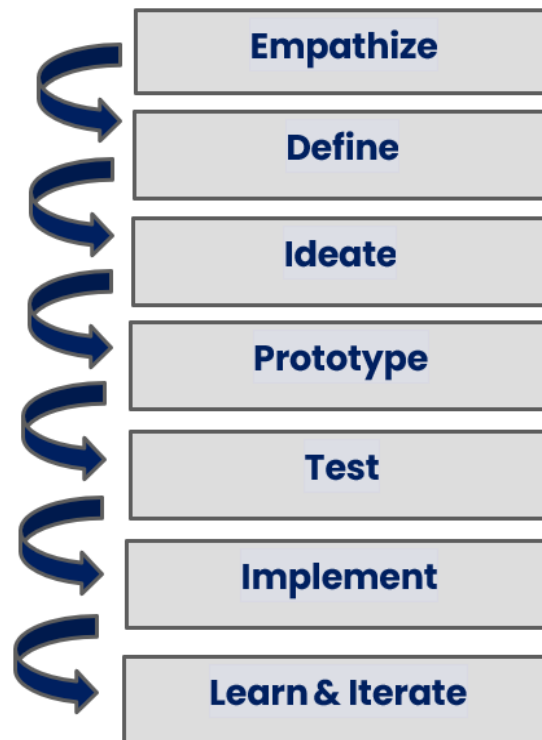 Empathize
Define
Ideate
Prototype
Test
Implement
Learn & Iterate